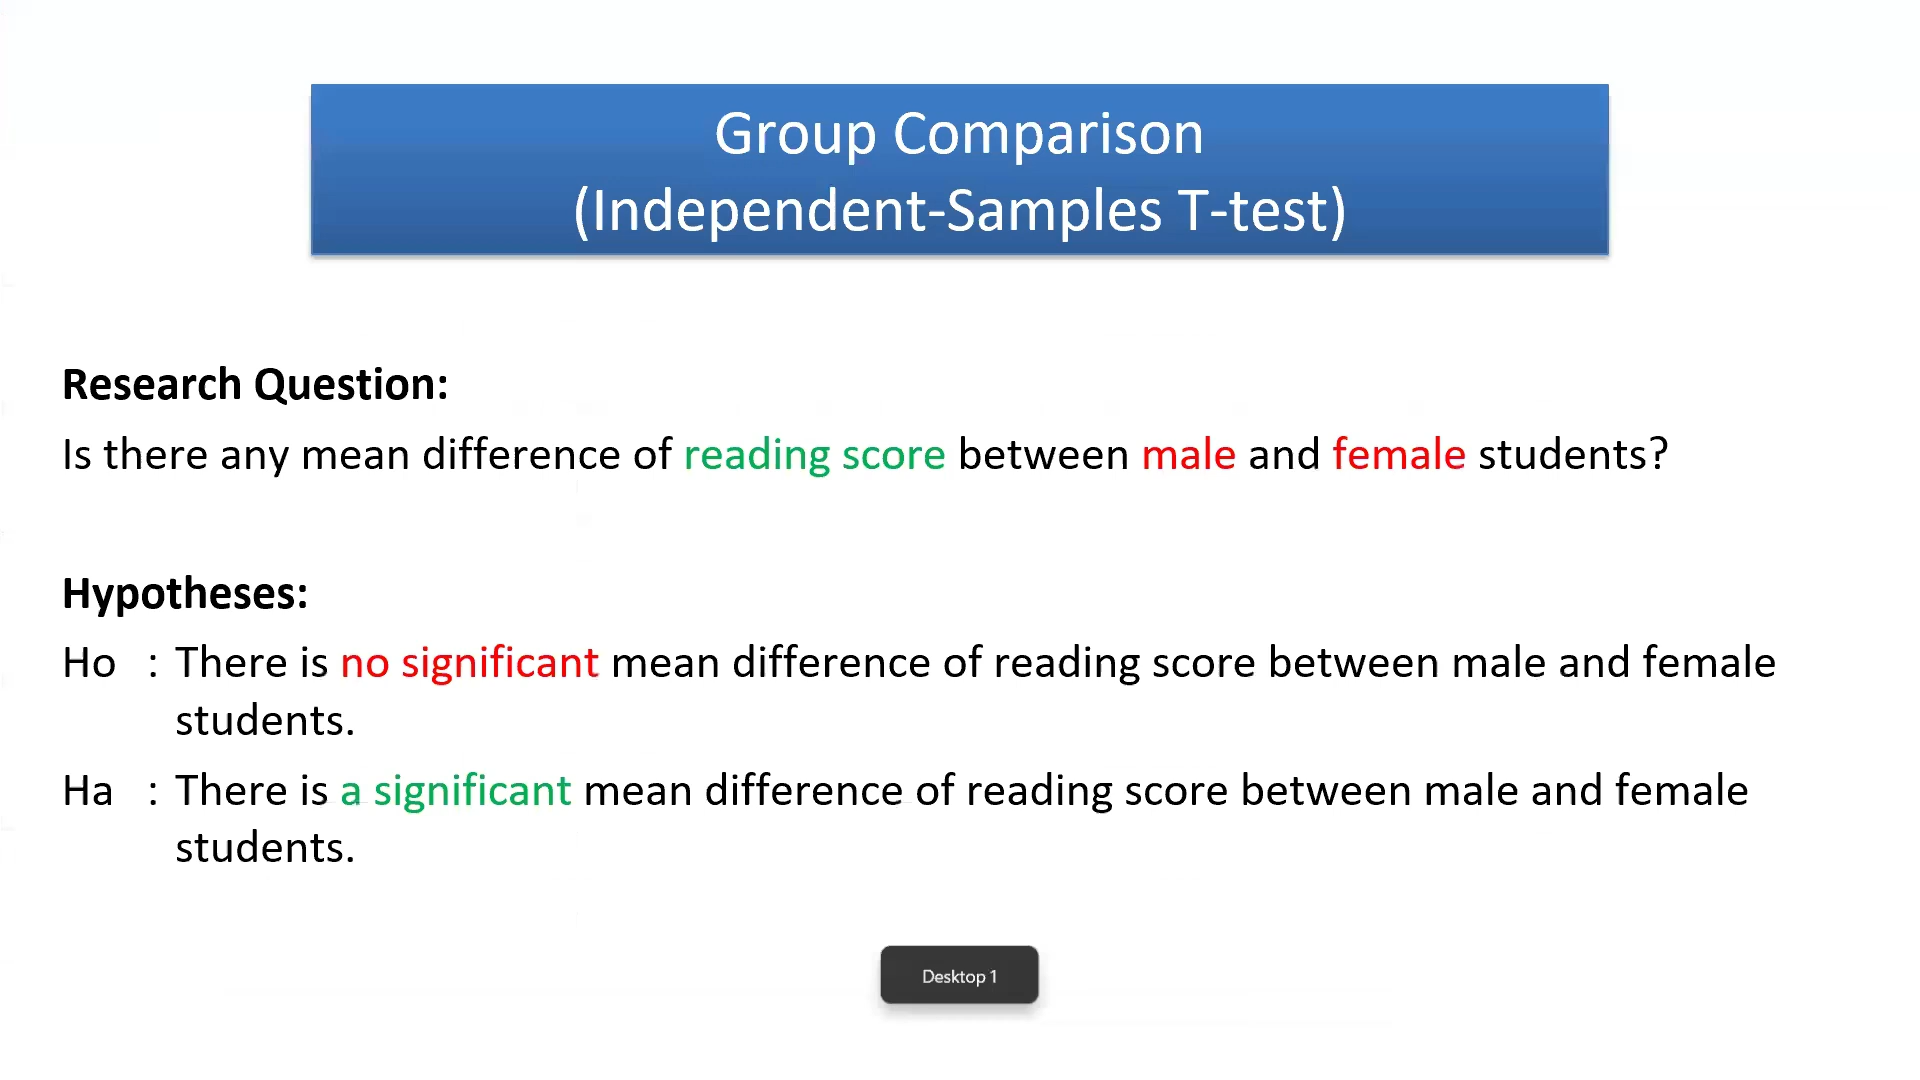 Group Comparison
(Independent-Samples T-test)
Research Question:
Is there any mean difference of reading score between male and female students?
Hypotheses:
Ho : There is no significant mean difference of reading score between male and female
students.
Ha : There is a significant mean difference of reading score between male and female
students.
Desktop 1